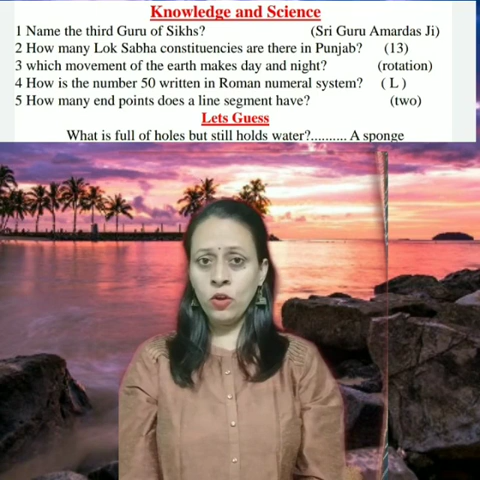 Knowledge and Science
1 Name the third Guru of Sikhs? (Sri Guru Amardas Ji)
2 How many Lok Sabha constituencies are there in Punjab? (13)
3 which movement of the earth makes day and night? (rotation)
4 How is the number 50 written in Roman numeral system? ( L )
5 How many end points does a line segment have? (two)
Lets Guess
What is full of holes but still holds water?.......... A sponge